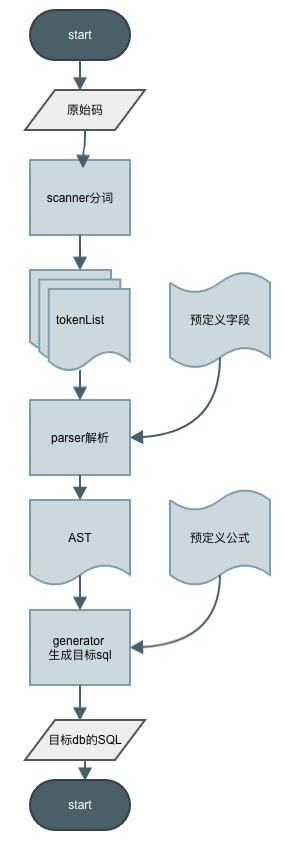 start
原始码
scanner分词
tokenList
预定义字段
parser解析
AST
预定义公式
generator
生成目标sql
目标db的SQL
start